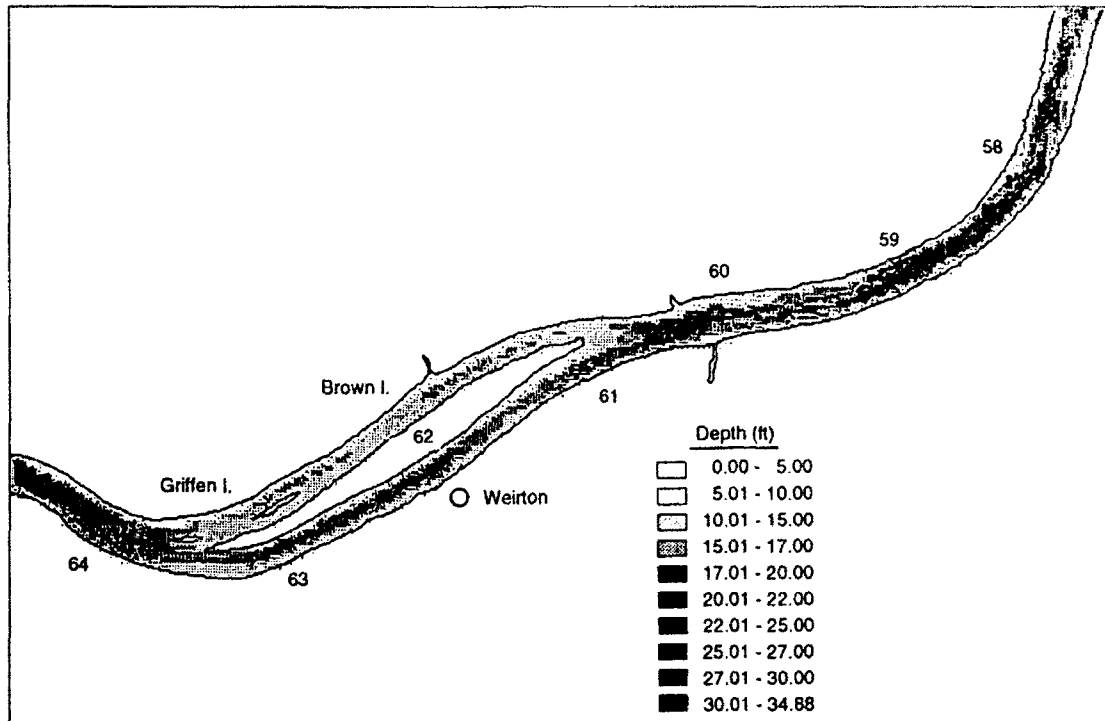 58
59
60
Brown I.
61
62
Griffen I.
Weirton
64
63
Depth (ft)
0.00 - 5.00
5.01 - 10.00
10.01 - 15.00
15.01 - 17.00
17.01 - 20.00
20.01 - 22.00
22.01 - 25.00
25.01 - 27.00
27.01 - 30.00
30.01 - 34.88